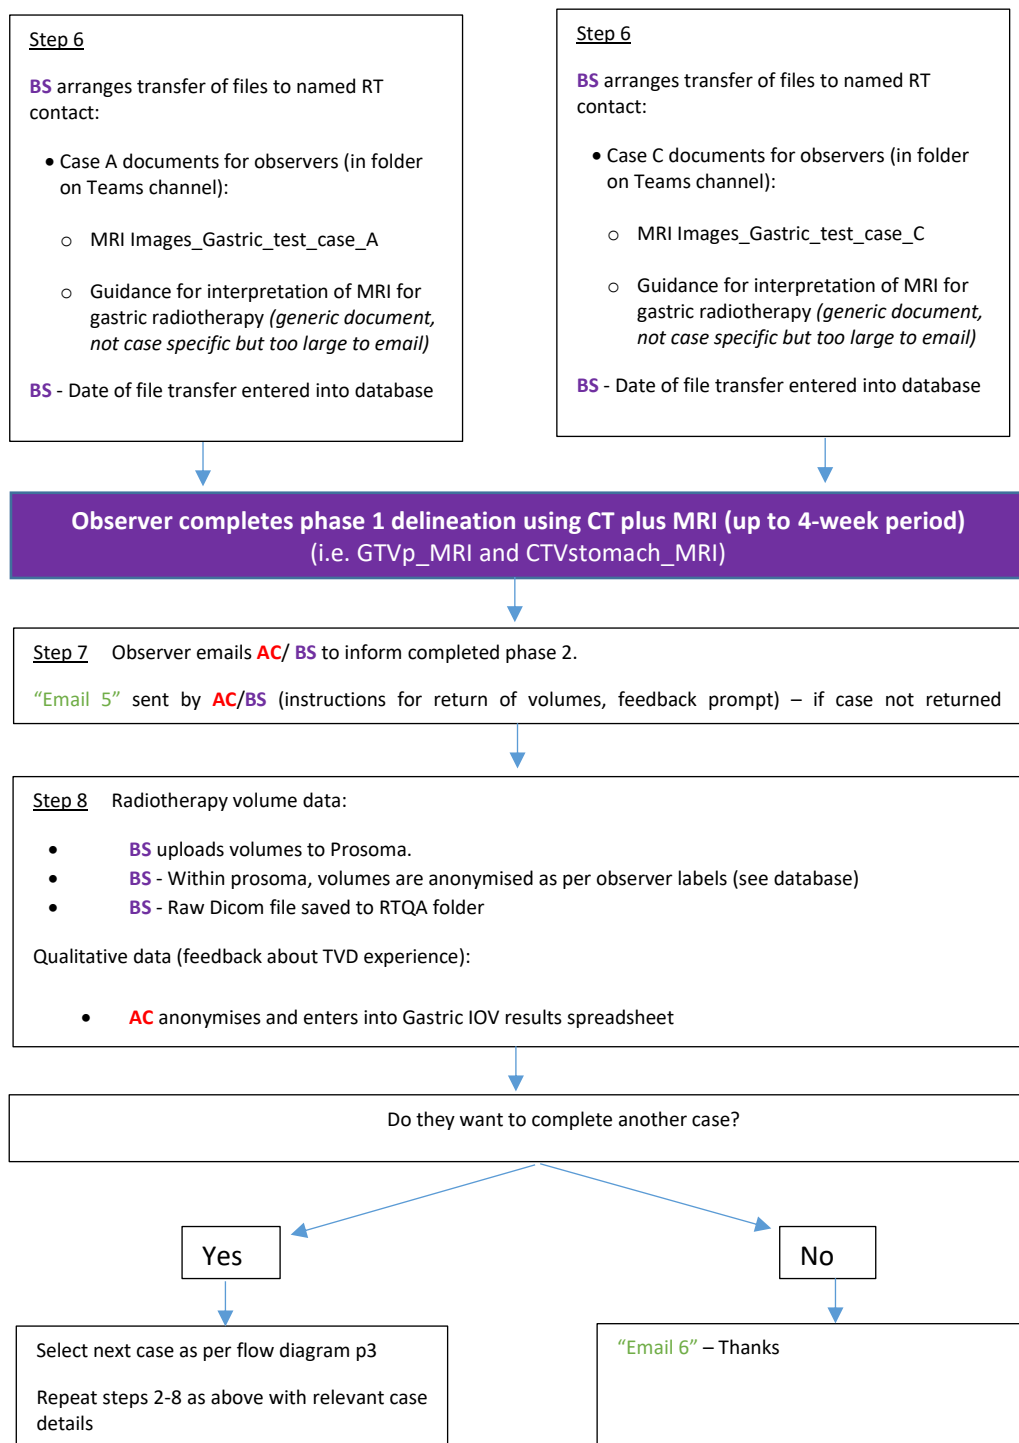 Step 6
BS arranges transfer of files to named RT
contact:
• Case A documents for observers (in folder
on Teams channel):
o MRI Images_Gastric_test_case_A
o Guidance for interpretation of MRI for
gastric radiotherapy (generic document,
not case specific but too large to email)
BS - Date of file transfer entered into database
Step 6
BS arranges transfer of files to named RT
contact:
• Case C documents for observers (in folder
on Teams channel):
o MRI Images_Gastric_test_case_C
o Guidance for interpretation of MRI for
gastric radiotherapy (generic document,
not case specific but too large to email)
BS - Date of file transfer entered into database
Observer completes phase 1 delineation using CT plus MRI (up to 4-week period)
(i.e. GTVp_MRI and CTVstomach_MRI)
Step 7 Observer emails AC/ BS to inform completed phase 2.
“Email 5” sent by AC/BS (instructions for return of volumes, feedback prompt) – if case not returned
Step 8 Radiotherapy volume data:
• BS uploads volumes to Prosoma.
• BS - Within prosoma, volumes are anonymised as per observer labels (see database)
• BS - Raw Dicom file saved to RTQA folder
Qualitative data (feedback about TVD experience):
• AC anonymises and enters into Gastric IOV results spreadsheet
Do they want to complete another case?
Yes
No
Select next case as per flow diagram p3
Repeat steps 2-8 as above with relevant case
details
“Email 6” – Thanks